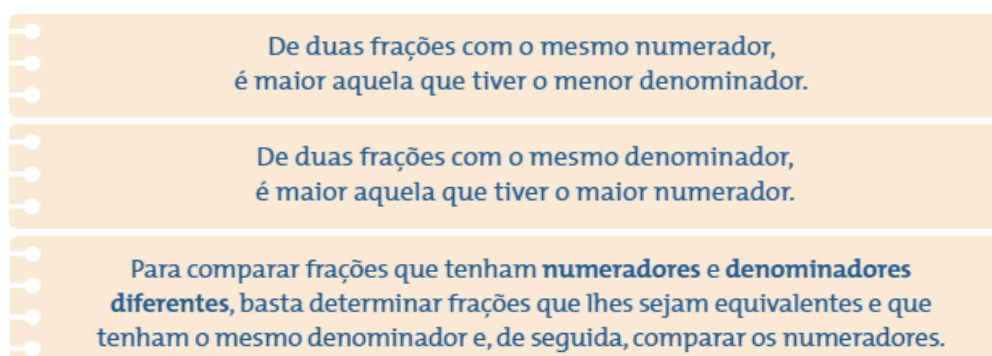 De duas frações com o mesmo numerador,
é maior aquela que tiver o menor denominador.
De duas frações com o mesmo denominador,
é maior aquela que tiver o maior numerador.
Para comparar frações que tenham numeradores e denominadores
diferentes, basta determinar frações que lhes sejam equivalentes e que
tenham o mesmo denominador e, de seguida, comparar os numeradores.